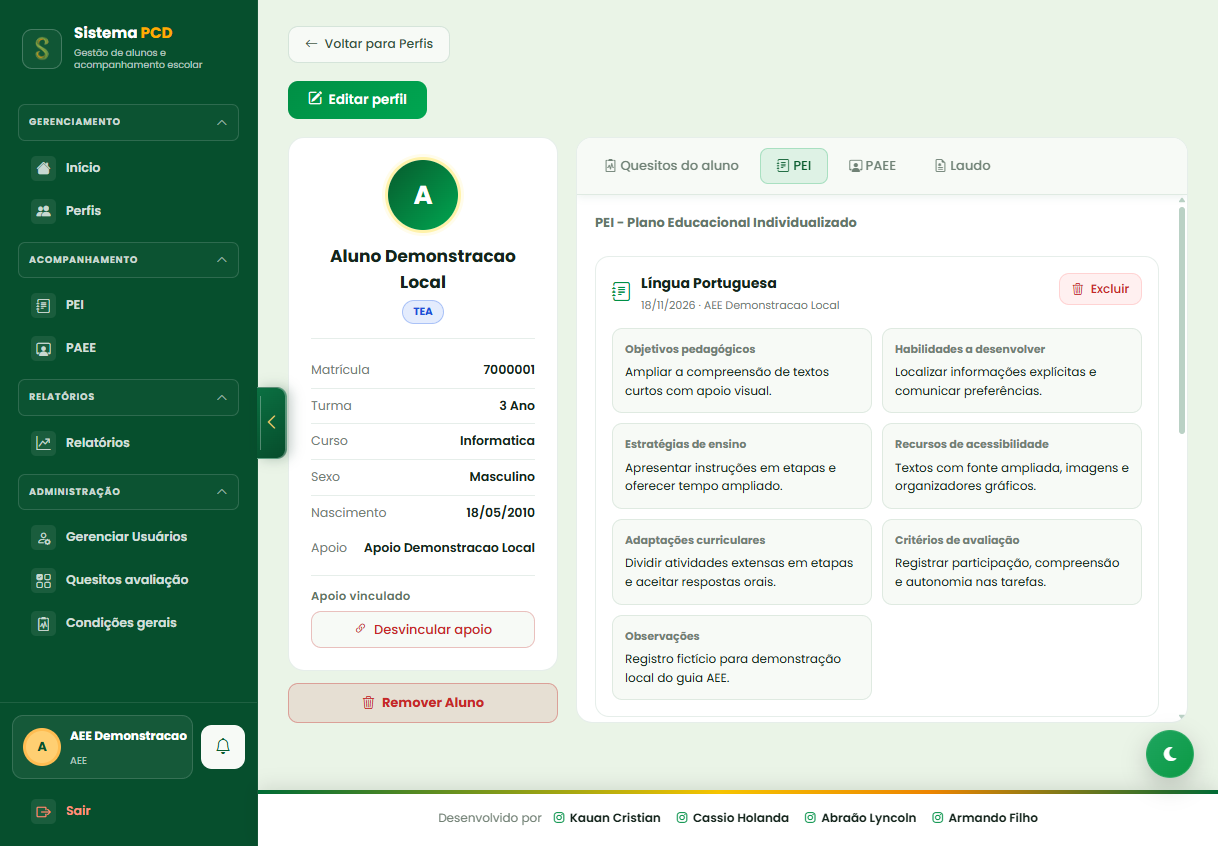 Sistema PCD
Gestão de alunos e
acompanhamento escolar
GERENCIAMENTO
Início
Perfis
ACOMPANHAMENTO
PEI
PAEE
RELATÓRIOS
Relatórios
ADMINISTRAÇÃO
Gerenciar Usuários
Quesitos avaliação
Condições gerais
A
AEE Demonstracao
AEE
Sair
← Voltar para Perfis
Editar perfil
A
Aluno Demonstracao
Local
TEA
Matrícula 7000001
Turma 3 Ano
Curso Informatica
Sexo Masculino
Nascimento 18/05/2010
Apoio Apoio Demonstracao Local
Apoio vinculado
Desvincular apoio
Remover Aluno
Quesitos do aluno PEI PAEE Laudo
PEI - Plano Educacional Individualizado
Língua Portuguesa
18/11/2026 · AEE Demonstracao Local
Excluir
Objetivos pedagógicos
Ampliar a compreensão de textos
curtos com apoio visual.
Habilidades a desenvolver
Localizar informações explícitas e
comunicar preferências.
Estratégias de ensino
Apresentar instruções em etapas e
oferecer tempo ampliado.
Recursos de acessibilidade
Textos com fonte ampliada, imagens e
organizadores gráficos.
Adaptações curriculares
Dividir atividades extensas em etapas
e aceitar respostas orais.
Critérios de avaliação
Registrar participação, compreensão
e autonomia nas tarefas.
Observações
Registro fictício para demonstração
local do guia AEE.
Desenvolvido por Kauan Cristian Cassio Holanda Abraão Lyncoln Armando Filho